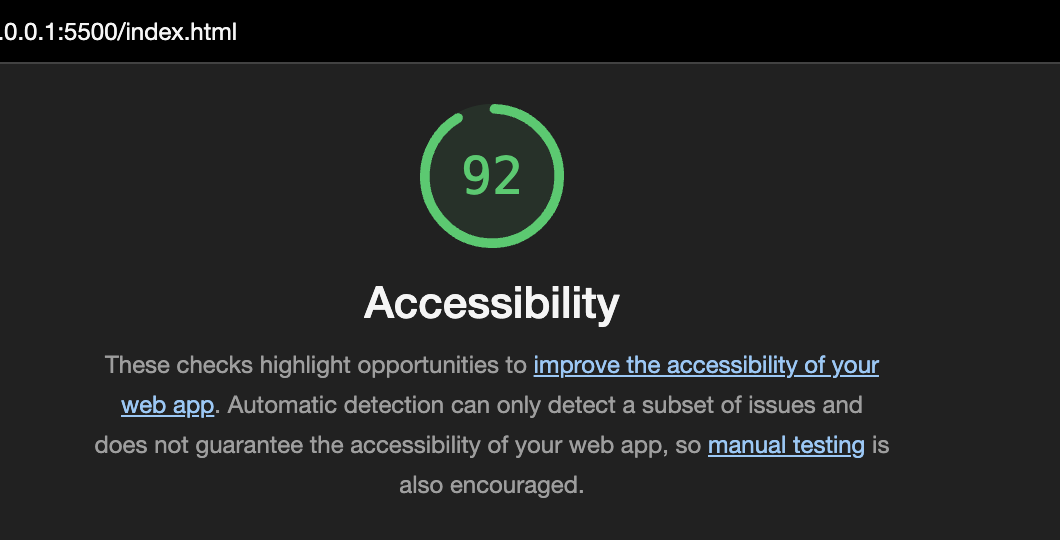 .0.0.1:5500/index.html
92
Accessibility
These checks highlight opportunities to improve the accessibility of your
web app. Automatic detection can only detect a subset of issues and
does not guarantee the accessibility of your web app, so manual testing is
also encouraged.